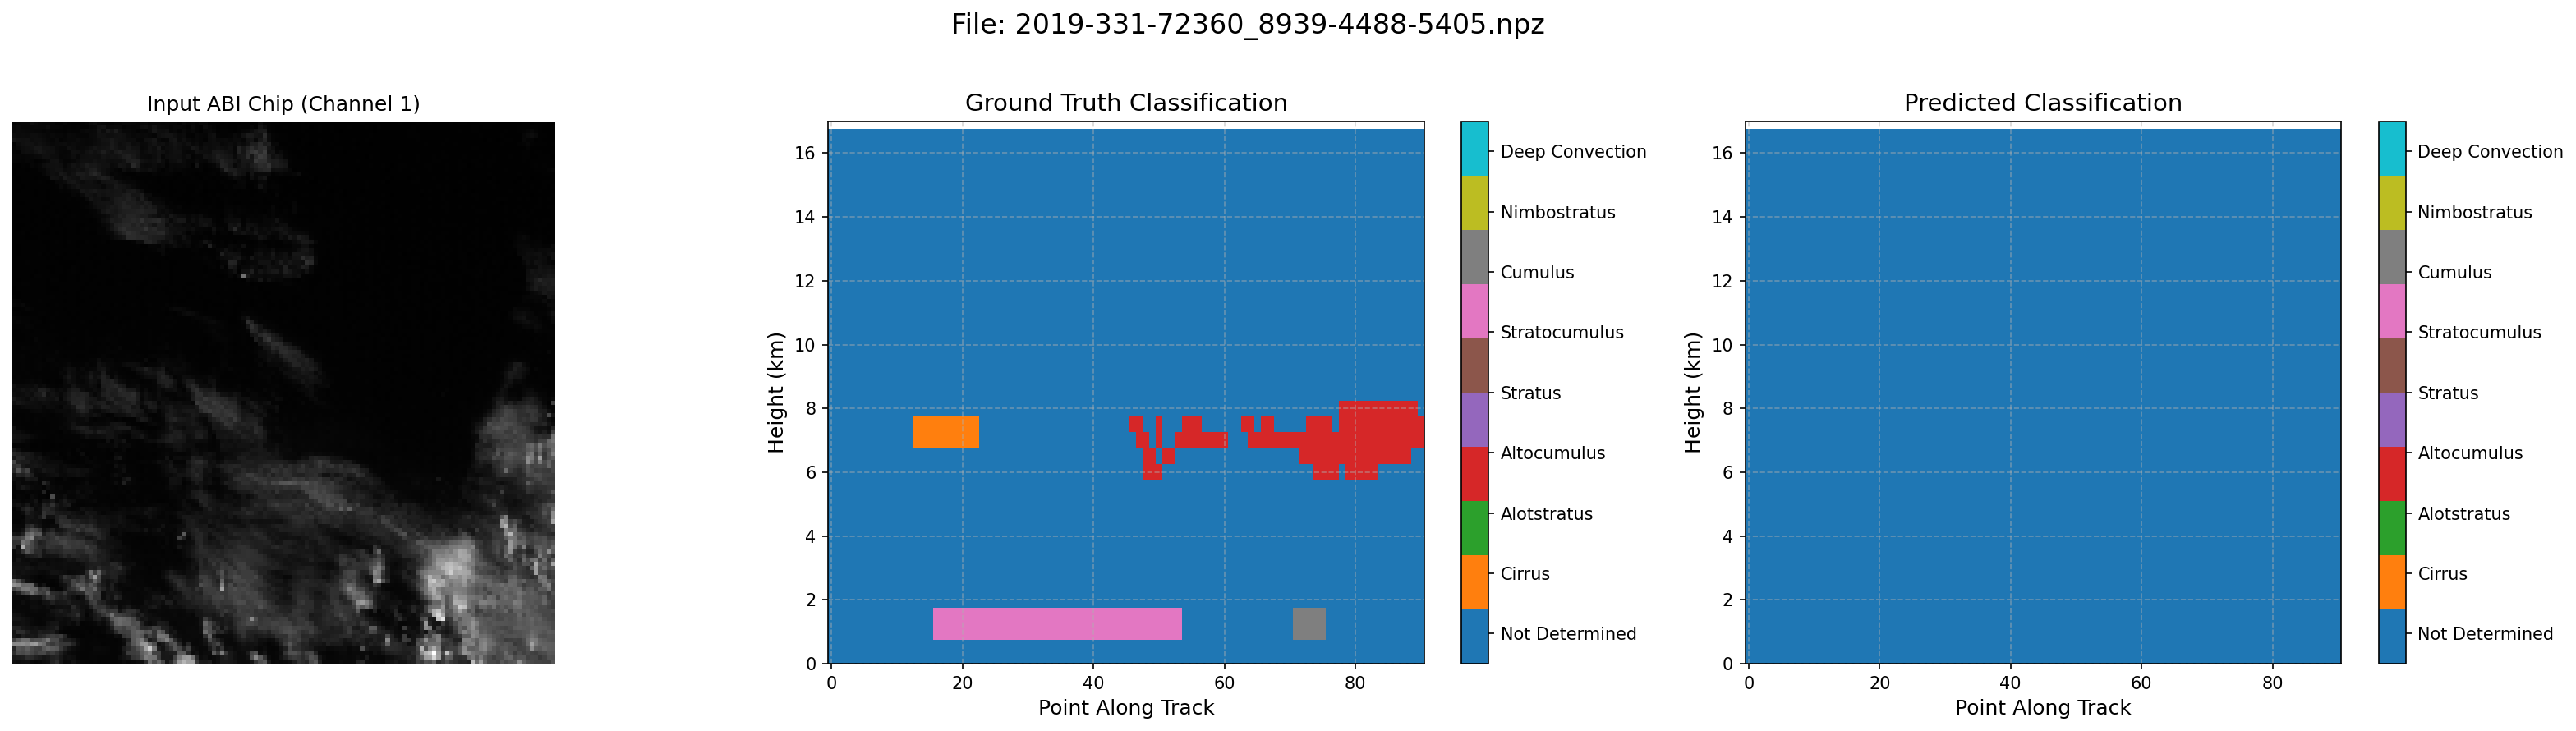 File: 2019-331-72360_8939-4488-5405.npz
Input ABI Chip (Channel 1)
Ground Truth Classification
16
14
12
10
8
6
4
2
0
Height (km)
0 20 40 60 80
Point Along Track
Deep Convection
Nimbostratus
Cumulus
Stratocumulus
Stratus
Altocumulus
Alotstratus
Cirrus
Not Determined
Predicted Classification
16
14
12
10
8
6
4
2
0
Height (km)
0 20 40 60 80
Point Along Track
Deep Convection
Nimbostratus
Cumulus
Stratocumulus
Stratus
Altocumulus
Alotstratus
Cirrus
Not Determined